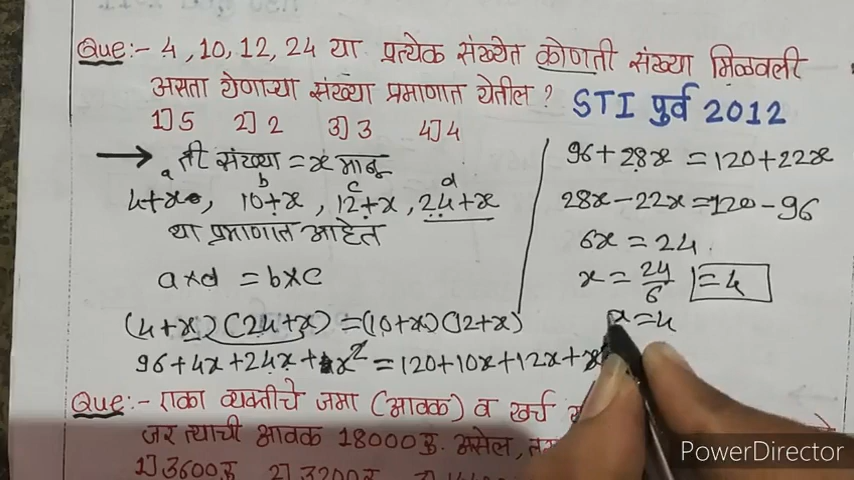 Que:- 4, 10, 12, 24 या प्रत्येक संख्येत कोणती संख्या मिळवली
असता येणाऱ्या संख्या प्रमाणात येतील? STI पुर्व 2012
1] 5 2] 2 3] 3 4] 4
→ ती संख्या = x मानू
a b c d
4+x, 10+x, 12+x, 24+x
या प्रमाणात आहेत
a×d = b×c
(4+x)(24+x) = (10+x)(12+x)
96+4x+24x+x² = 120+10x+12x+x
96+28x = 120+22x
28x-22x = 120-96
6x = 24
x = 24/6 = 4
x = 4
Que:- एका व्यक्तीचे जमा (आवक) व खर्च
जर त्याची आवक 18000रु. असेल,
1] 3600रु 2] 3200रु
PowerDirector